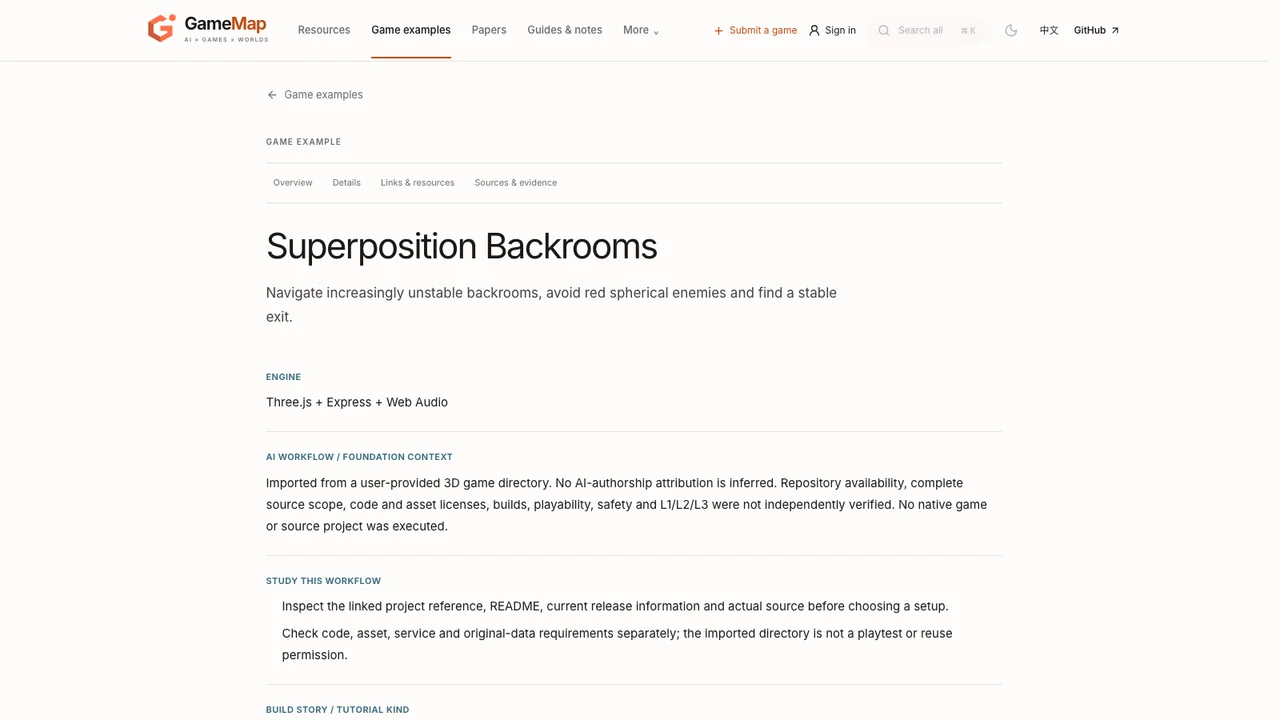 GameMap
AI × GAMES × WORLDS
Resources
Game examples
Papers
Guides & notes
More
Submit a game
Sign in
Search all
⌘ K
中文
GitHub ↗
← Game examples
GAME EXAMPLE
Overview
Details
Links & resources
Sources & evidence
Superposition Backrooms
Navigate increasingly unstable backrooms, avoid red spherical enemies and find a stable
exit.
ENGINE
Three.js + Express + Web Audio
AI WORKFLOW / FOUNDATION CONTEXT
Imported from a user-provided 3D game directory. No AI-authorship attribution is inferred. Repository availability, complete
source scope, code and asset licenses, builds, playability, safety and L1/L2/L3 were not independently verified. No native game
or source project was executed.
STUDY THIS WORKFLOW
Inspect the linked project reference, README, current release information and actual source before choosing a setup.
Check code, asset, service and original-data requirements separately; the imported directory is not a playtest or reuse
permission.
BUILD STORY / TUTORIAL KIND